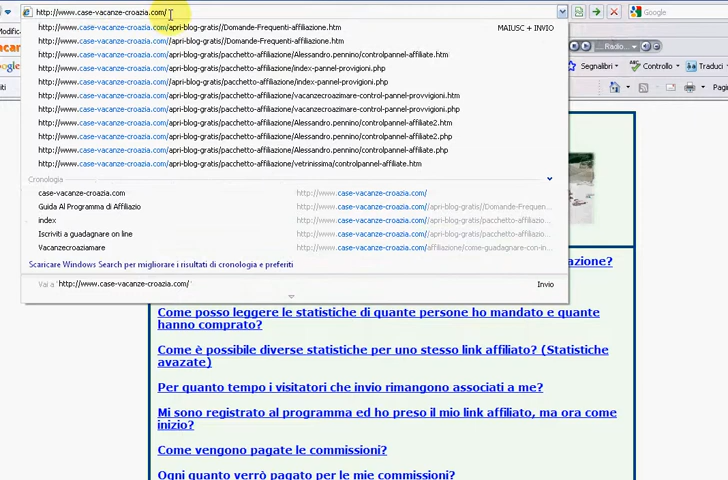 http://www.case-vacanze-croazia.com/
Google
http://www.case-vacanze-croazia.com/apri-blog-gratis//Domande-Frequenti-affiliazione.htm MAIUSC + INVIO
http://www.case-vacanze-croazia.com/apri-blog-gratis/Domande-Frequenti-affiliazione.htm
http://www.case-vacanze-croazia.com/apri-blog-gratis/pacchetto-affiliazione/Alessandro.pennino/controlpannel-affiliate.htm
http://www.case-vacanze-croazia.com/apri-blog-gratis/pacchetto-affiliazione/index-pannel-provigioni.php
http://www.case-vacanze-croazia.com/apri-blog-gratis/pacchetto-affiliazione/index-provigioni.php
http://www.case-vacanze-croazia.com/apri-blog-gratis/pacchetto-affiliazione/vacanzecroazimare-control-pannel-provvigioni.htm
http://www.case-vacanze-croazia.com/apri-blog-gratis/pacchetto-affiliazione/vacanzecroazimare-control-pannel-provvigioni.php
http://www.case-vacanze-croazia.com/apri-blog-gratis/pacchetto-affiliazione/Alessandro.pennino/controlpannel-affiliate2.htm
http://www.case-vacanze-croazia.com/apri-blog-gratis/pacchetto-affiliazione/Alessandro.pennino/controlpannel-affiliate2.php
http://www.case-vacanze-croazia.com/apri-blog-gratis/pacchetto-affiliazione/Alessandro.pennino/controlpannel-affiliate.php
http://www.case-vacanze-croazia.com/apri-blog-gratis/pacchetto-affiliazione/vetrinissima/controlpannel-affiliate.htm
Cronologia
case-vacanze-croazia.com http://www.case-vacanze-croazia.com/
Guida Al Programma di Affiliazio http://www.case-vacanze-croazia.com//apri-blog-gratis//Domande-Frequen...
index http://www.case-vacanze-croazia.com//apri-blog-gratis/pacchetto-affiliazio...
Iscriviti a guadagnare on line http://www.case-vacanze-croazia.com//apri-blog-gratis/pacchetto-affiliazio...
Vacanzecroaziamare http://www.case-vacanze-croazia.com/affiliazione/come-guadagnare-con-in...
Scaricare Windows Search per migliorare i risultati di cronologia e preferiti
Vai a 'http://www.case-vacanze-croazia.com/' Invio
Radio
Segnalibri
Controllo
Traduci
azione?
Come posso leggere le statistiche di quante persone ho mandato e quante
hanno comprato?
Come è possibile diverse statistiche per uno stesso link affiliato? (Statistiche
avazate)
Per quanto tempo i visitatori che invio rimangono associati a me?
Mi sono registrato al programma ed ho preso il mio link affiliato, ma ora come
inizio?
Come vengono pagate le commissioni?
Ogni quanto verrò pagato per le mie commissioni?